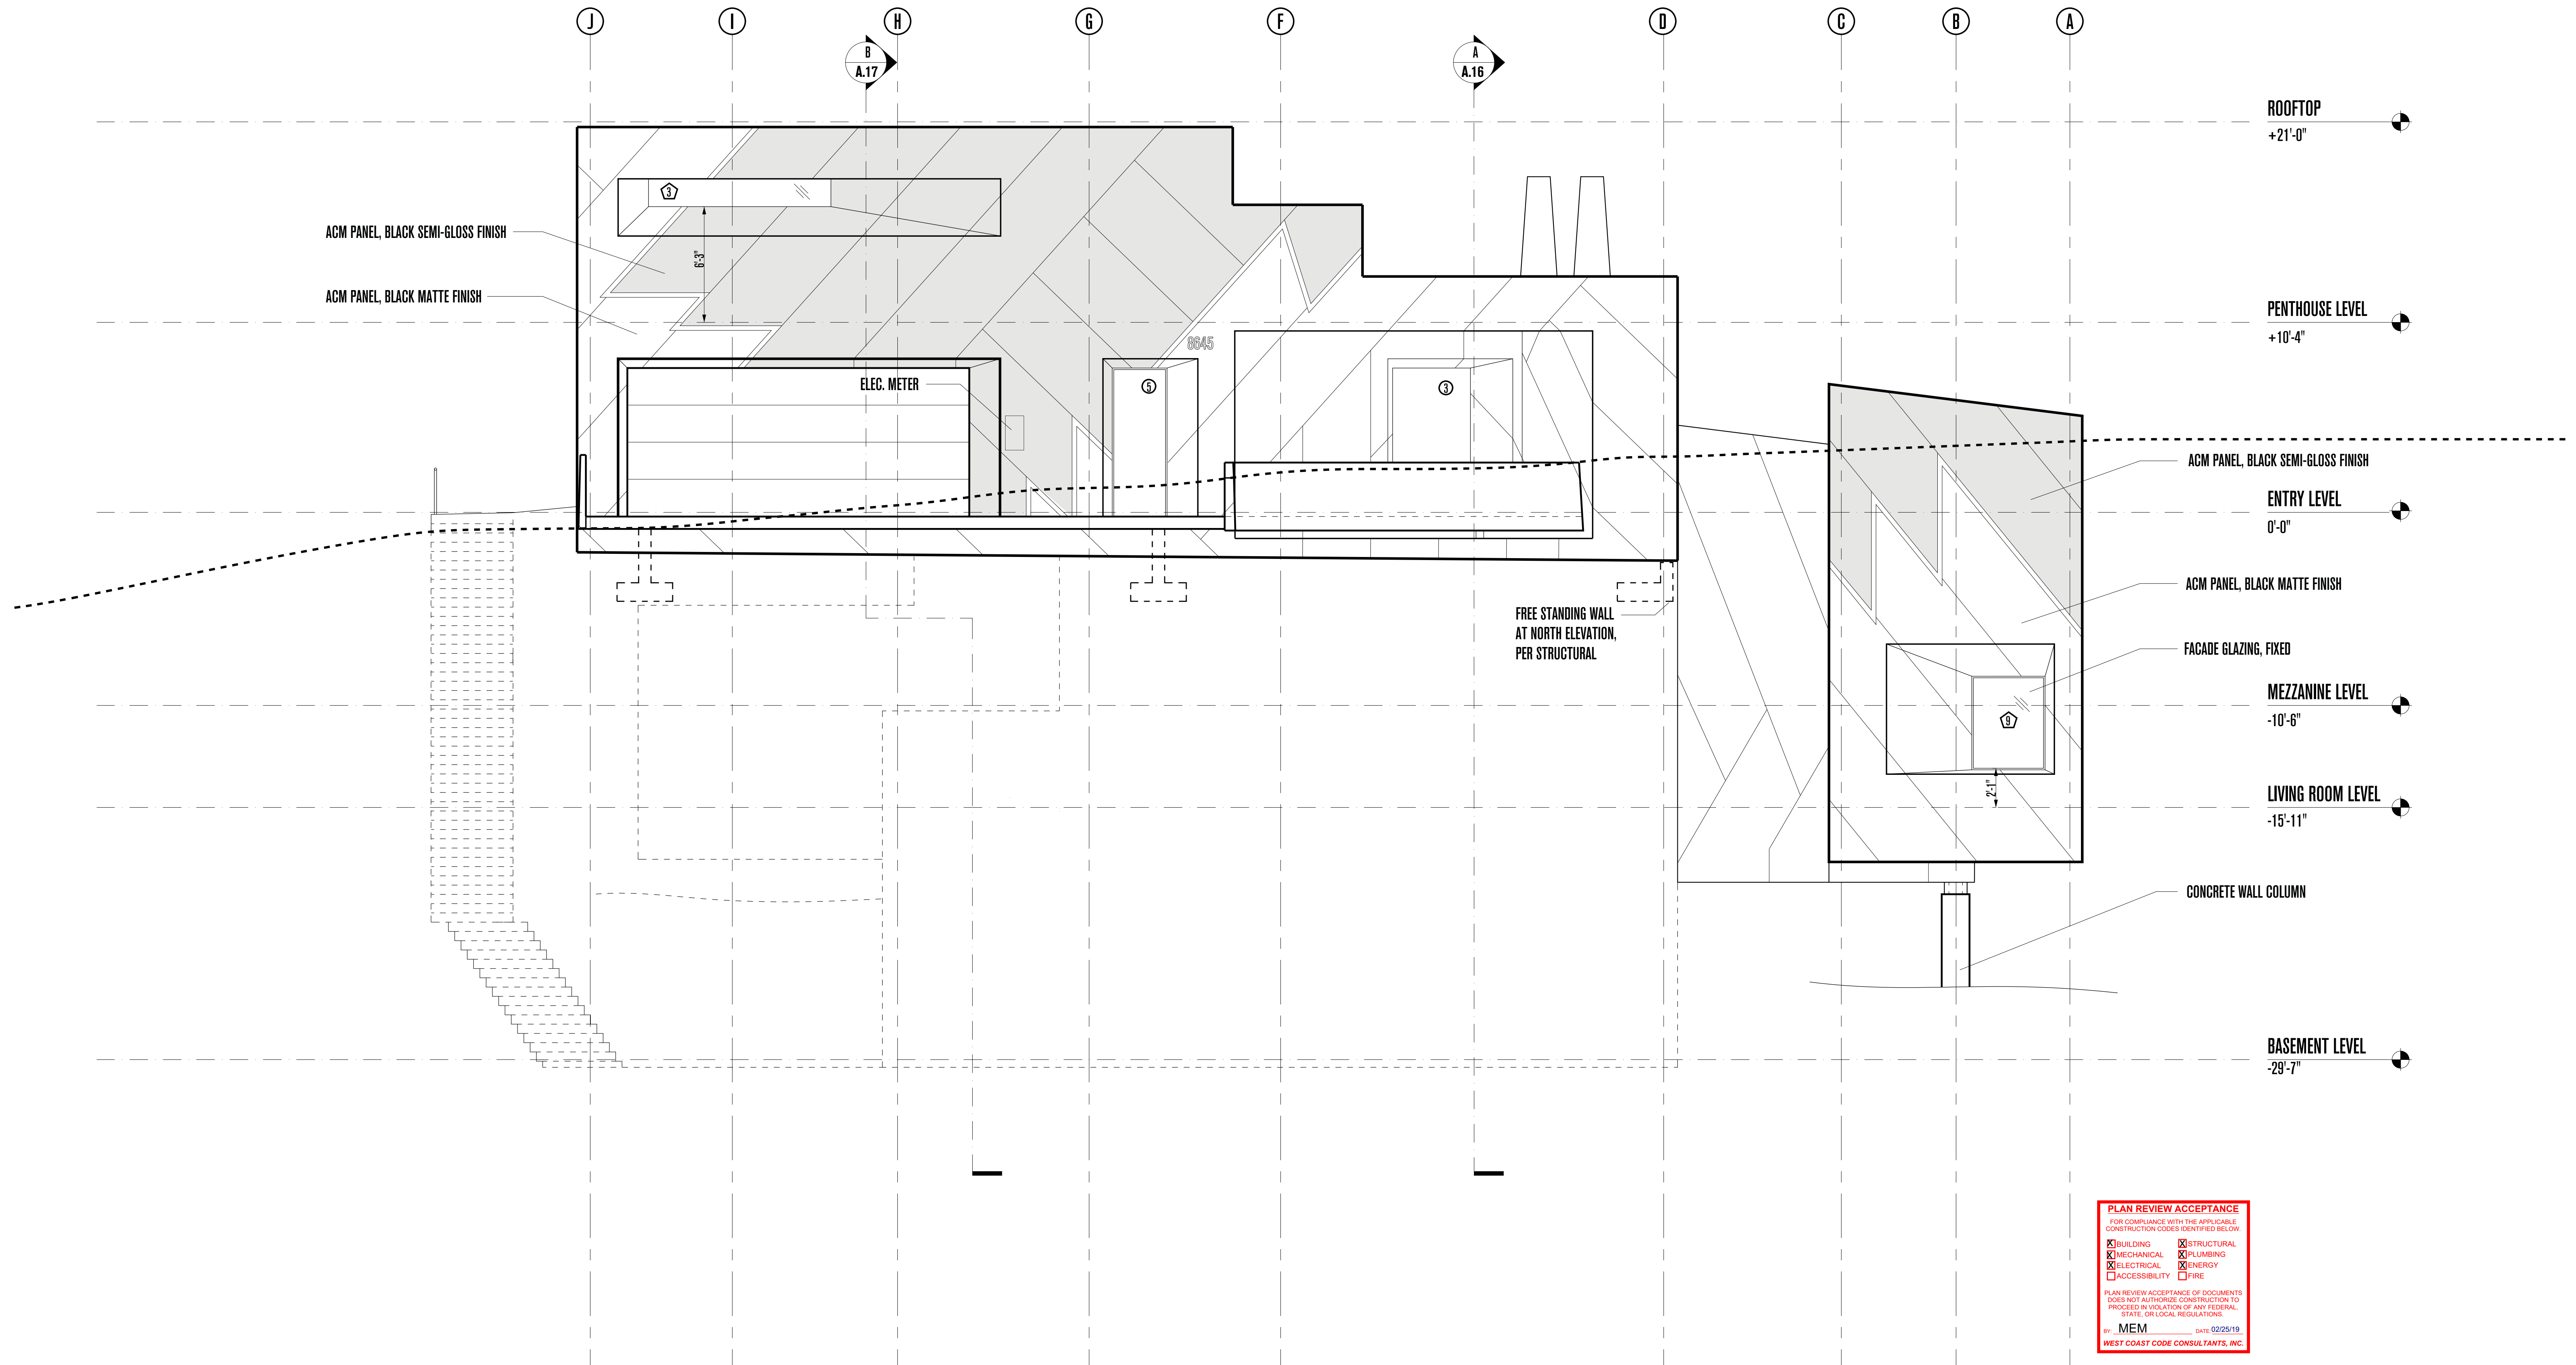 J I H G F D C B A
B
A.17
A
A.16
ROOFTOP
+21'-0"
3
ACM PANEL, BLACK SEMI-GLOSS FINISH
6'-3"
ACM PANEL, BLACK MATTE FINISH
PENTHOUSE LEVEL
+10'-4"
8645
ELEC. METER
5
3
ACM PANEL, BLACK SEMI-GLOSS FINISH
ENTRY LEVEL
0'-0"
ACM PANEL, BLACK MATTE FINISH
FREE STANDING WALL
AT NORTH ELEVATION,
PER STRUCTURAL
FACADE GLAZING, FIXED
MEZZANINE LEVEL
-10'-6"
9
2'-1"
LIVING ROOM LEVEL
-15'-11"
CONCRETE WALL COLUMN
BASEMENT LEVEL
-29'-7"
PLAN REVIEW ACCEPTANCE
FOR COMPLIANCE WITH THE APPLICABLE
CONSTRUCTION CODES IDENTIFIED BELOW.
X BUILDING X STRUCTURAL
X MECHANICAL X PLUMBING
X ELECTRICAL X ENERGY
ACCESSIBILITY FIRE
PLAN REVIEW ACCEPTANCE OF DOCUMENTS
DOES NOT AUTHORIZE CONSTRUCTION TO
PROCEED IN VIOLATION OF ANY FEDERAL,
STATE, OR LOCAL REGULATIONS.
BY: MEM DATE: 02/25/19
WEST COAST CODE CONSULTANTS, INC.